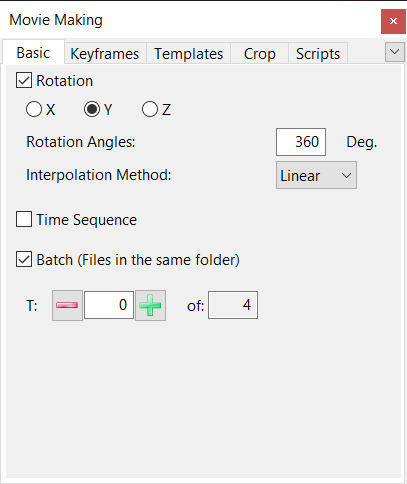 Movie Making
Basic Keyframes Templates Crop Scripts
Rotation
X Y Z
Rotation Angles: 360 Deg.
Interpolation Method: Linear
Time Sequence
Batch (Files in the same folder)
T: 0 of: 4